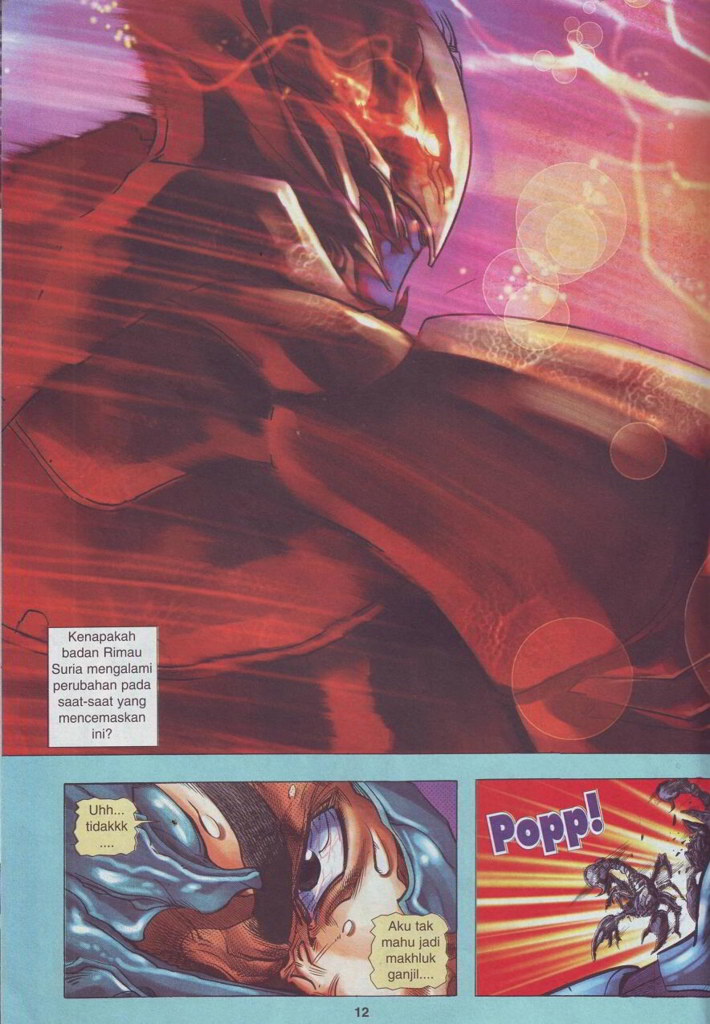 Kenapakah
badan Rimau
Suria mengalami
perubahan pada
saat-saat yang
mencemaskan
ini?
Uhh...
tidakkk
....
Aku tak
mahu jadi
makhluk
ganjil....
Popp!
12